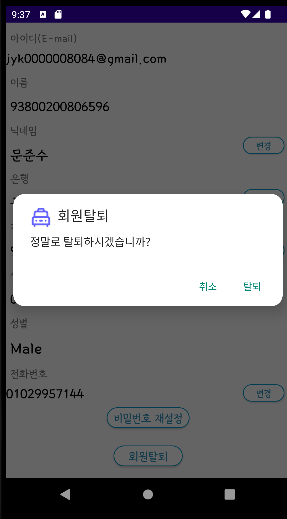 9:37
아이디(E-mail)
jyk0000008084@gmail.com
이름
93800200806596
닉네임
문준수
변경
은행
회원탈퇴
정말로 탈퇴하시겠습니까?
취소 탈퇴
성별
Male
전화번호
01029957144
변경
비밀번호 재설정
회원탈퇴